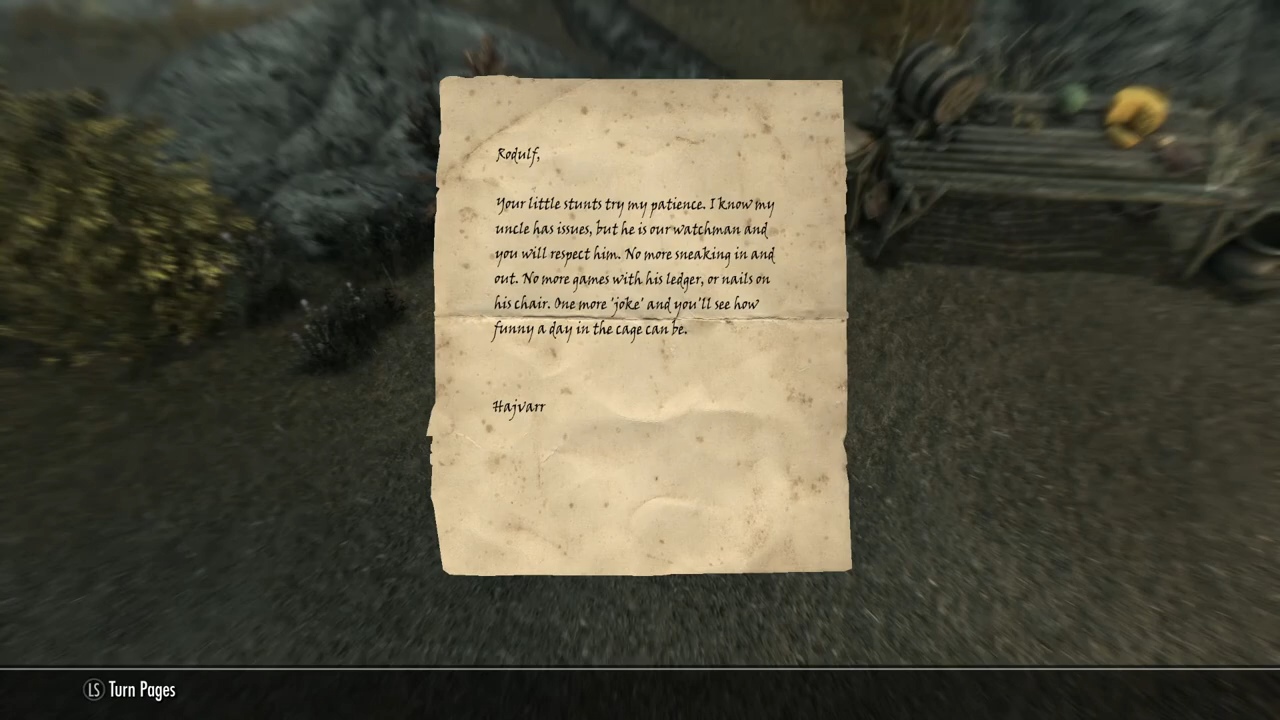 Rodulf,
Your little stunts try my patience. I know my
uncle has issues, but he is our watchman and
you will respect him. No more sneaking in and
out. No more games with his ledger, or nails on
his chair. One more 'joke' and you'll see how
funny a day in the cage can be.
Hajvarr
LS Turn Pages